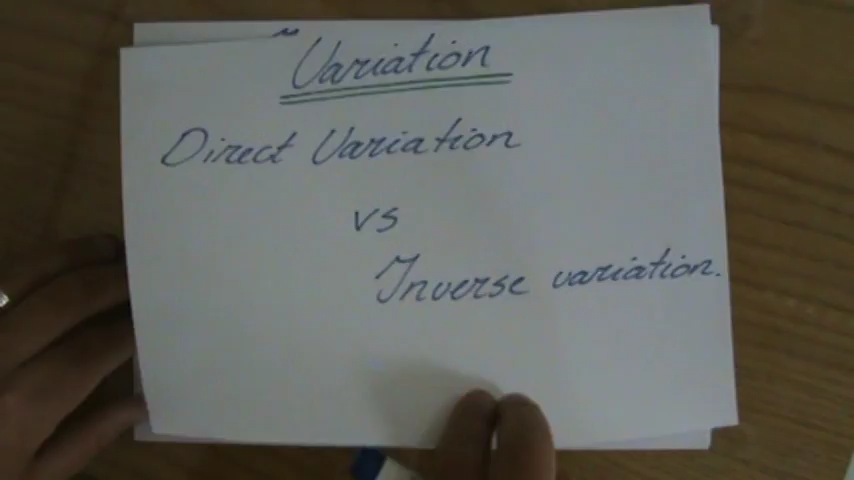 Variation
Direct Variation
vs
Inverse variation.